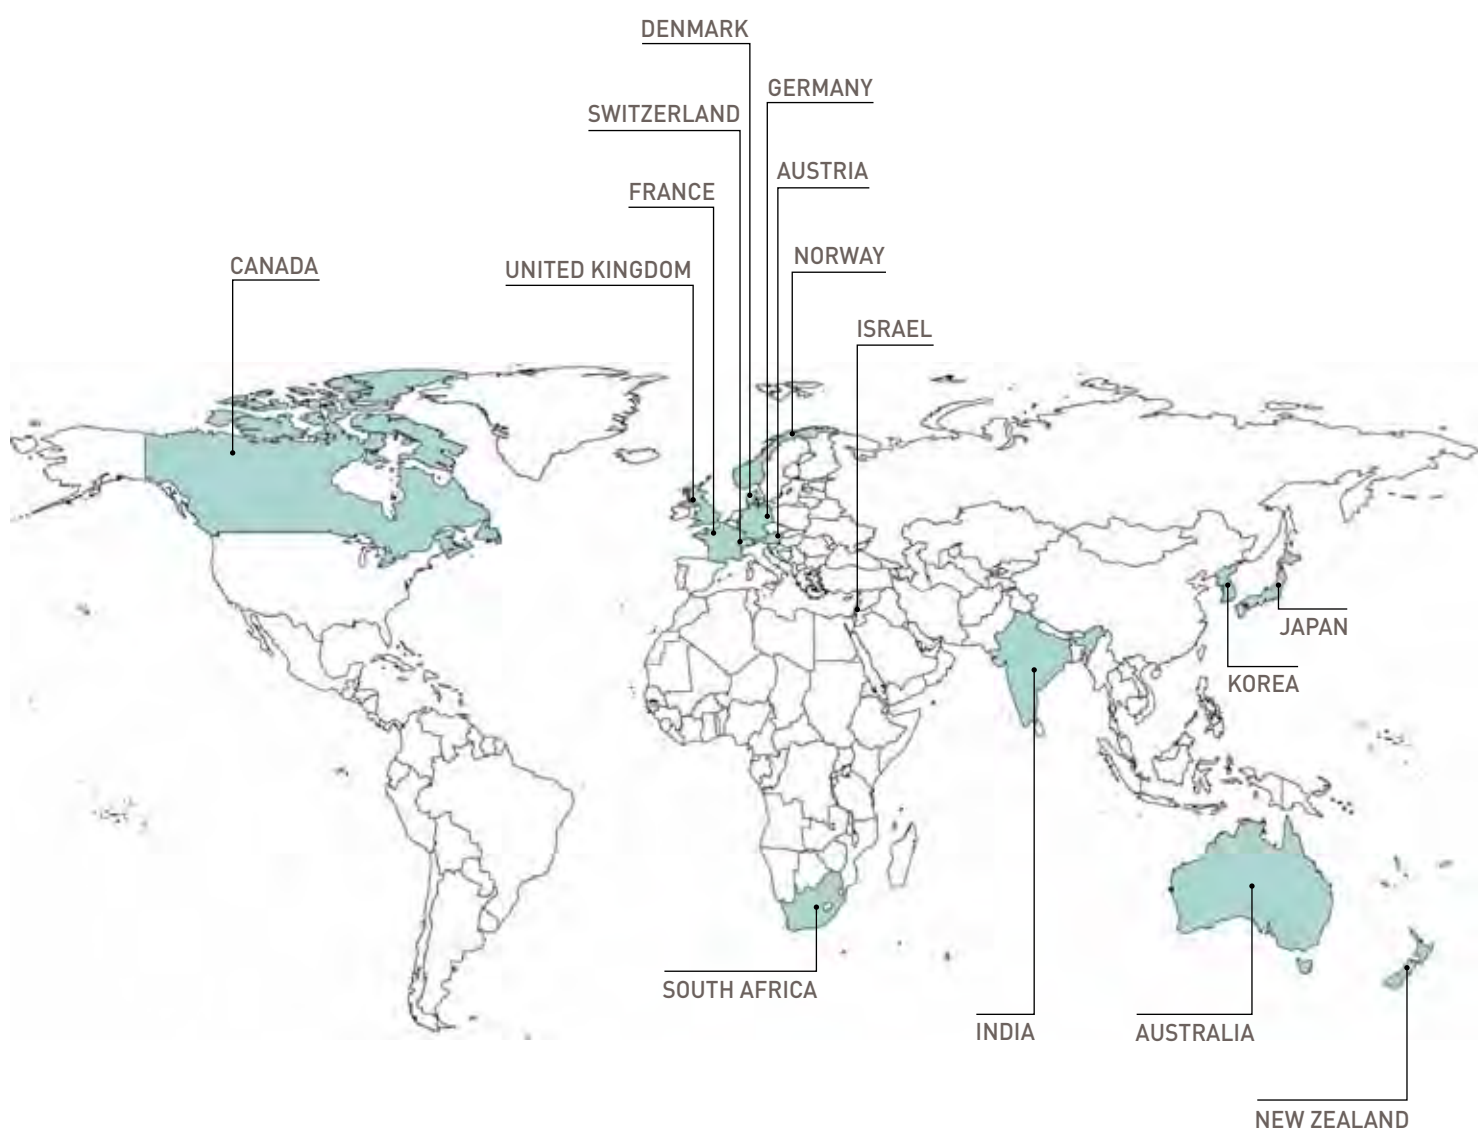 DENMARK
GERMANY
SWITZERLAND
AUSTRIA
FRANCE
NORWAY
CANADA
UNITED KINGDOM
ISRAEL
JAPAN
KOREA
SOUTH AFRICA
INDIA
AUSTRALIA
NEW ZEALAND